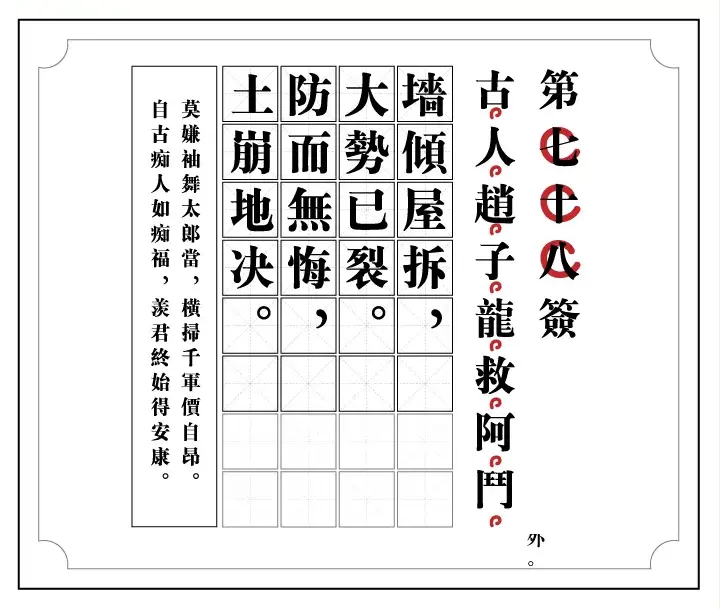 第七十八簽
外。
古人趙子龍救阿鬥
墻傾屋拆，
大勢已裂。
防而無悔，
土崩地决。
莫嫌袖舞太郎當，橫掃千軍價自昂。
自古痴人如痴福，羨君終始得安康。